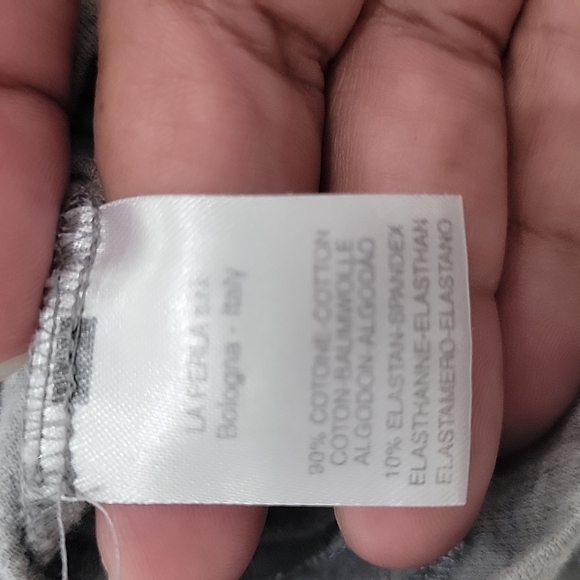 LA PERLA s.r.l.
Bologna - Italy
90% COTONE-COTTON
COTON-BAUMWOLLE
ALGODON-ALGODÃO
10% ELASTAN-SPANDEX
ELASTHANNE-ELASTHAN
ELASTAMERO-ELASTANO